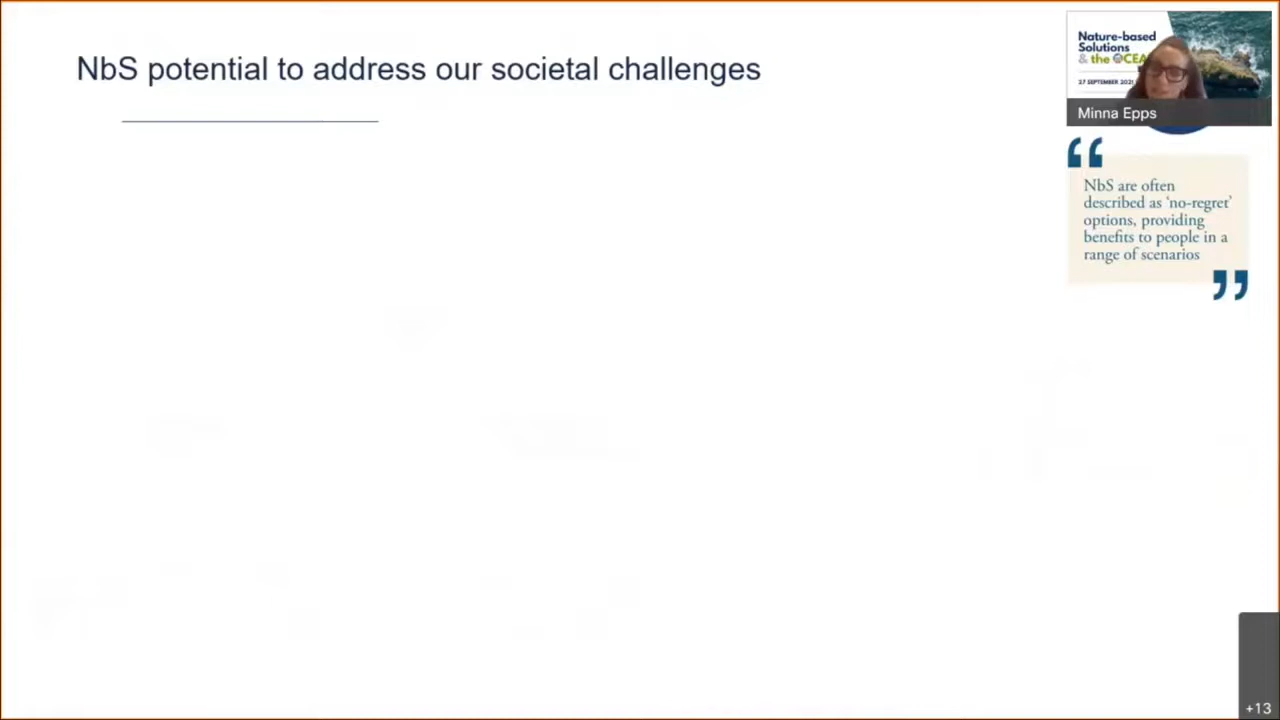 NbS potential to address our societal challenges
Nature-based
Solutions
& the OCEA
27 SEPTEMBER 2021
Minna Epps
“
NbS are often
described as ‘no-regret’
options, providing
benefits to people in a
range of scenarios
”
+13